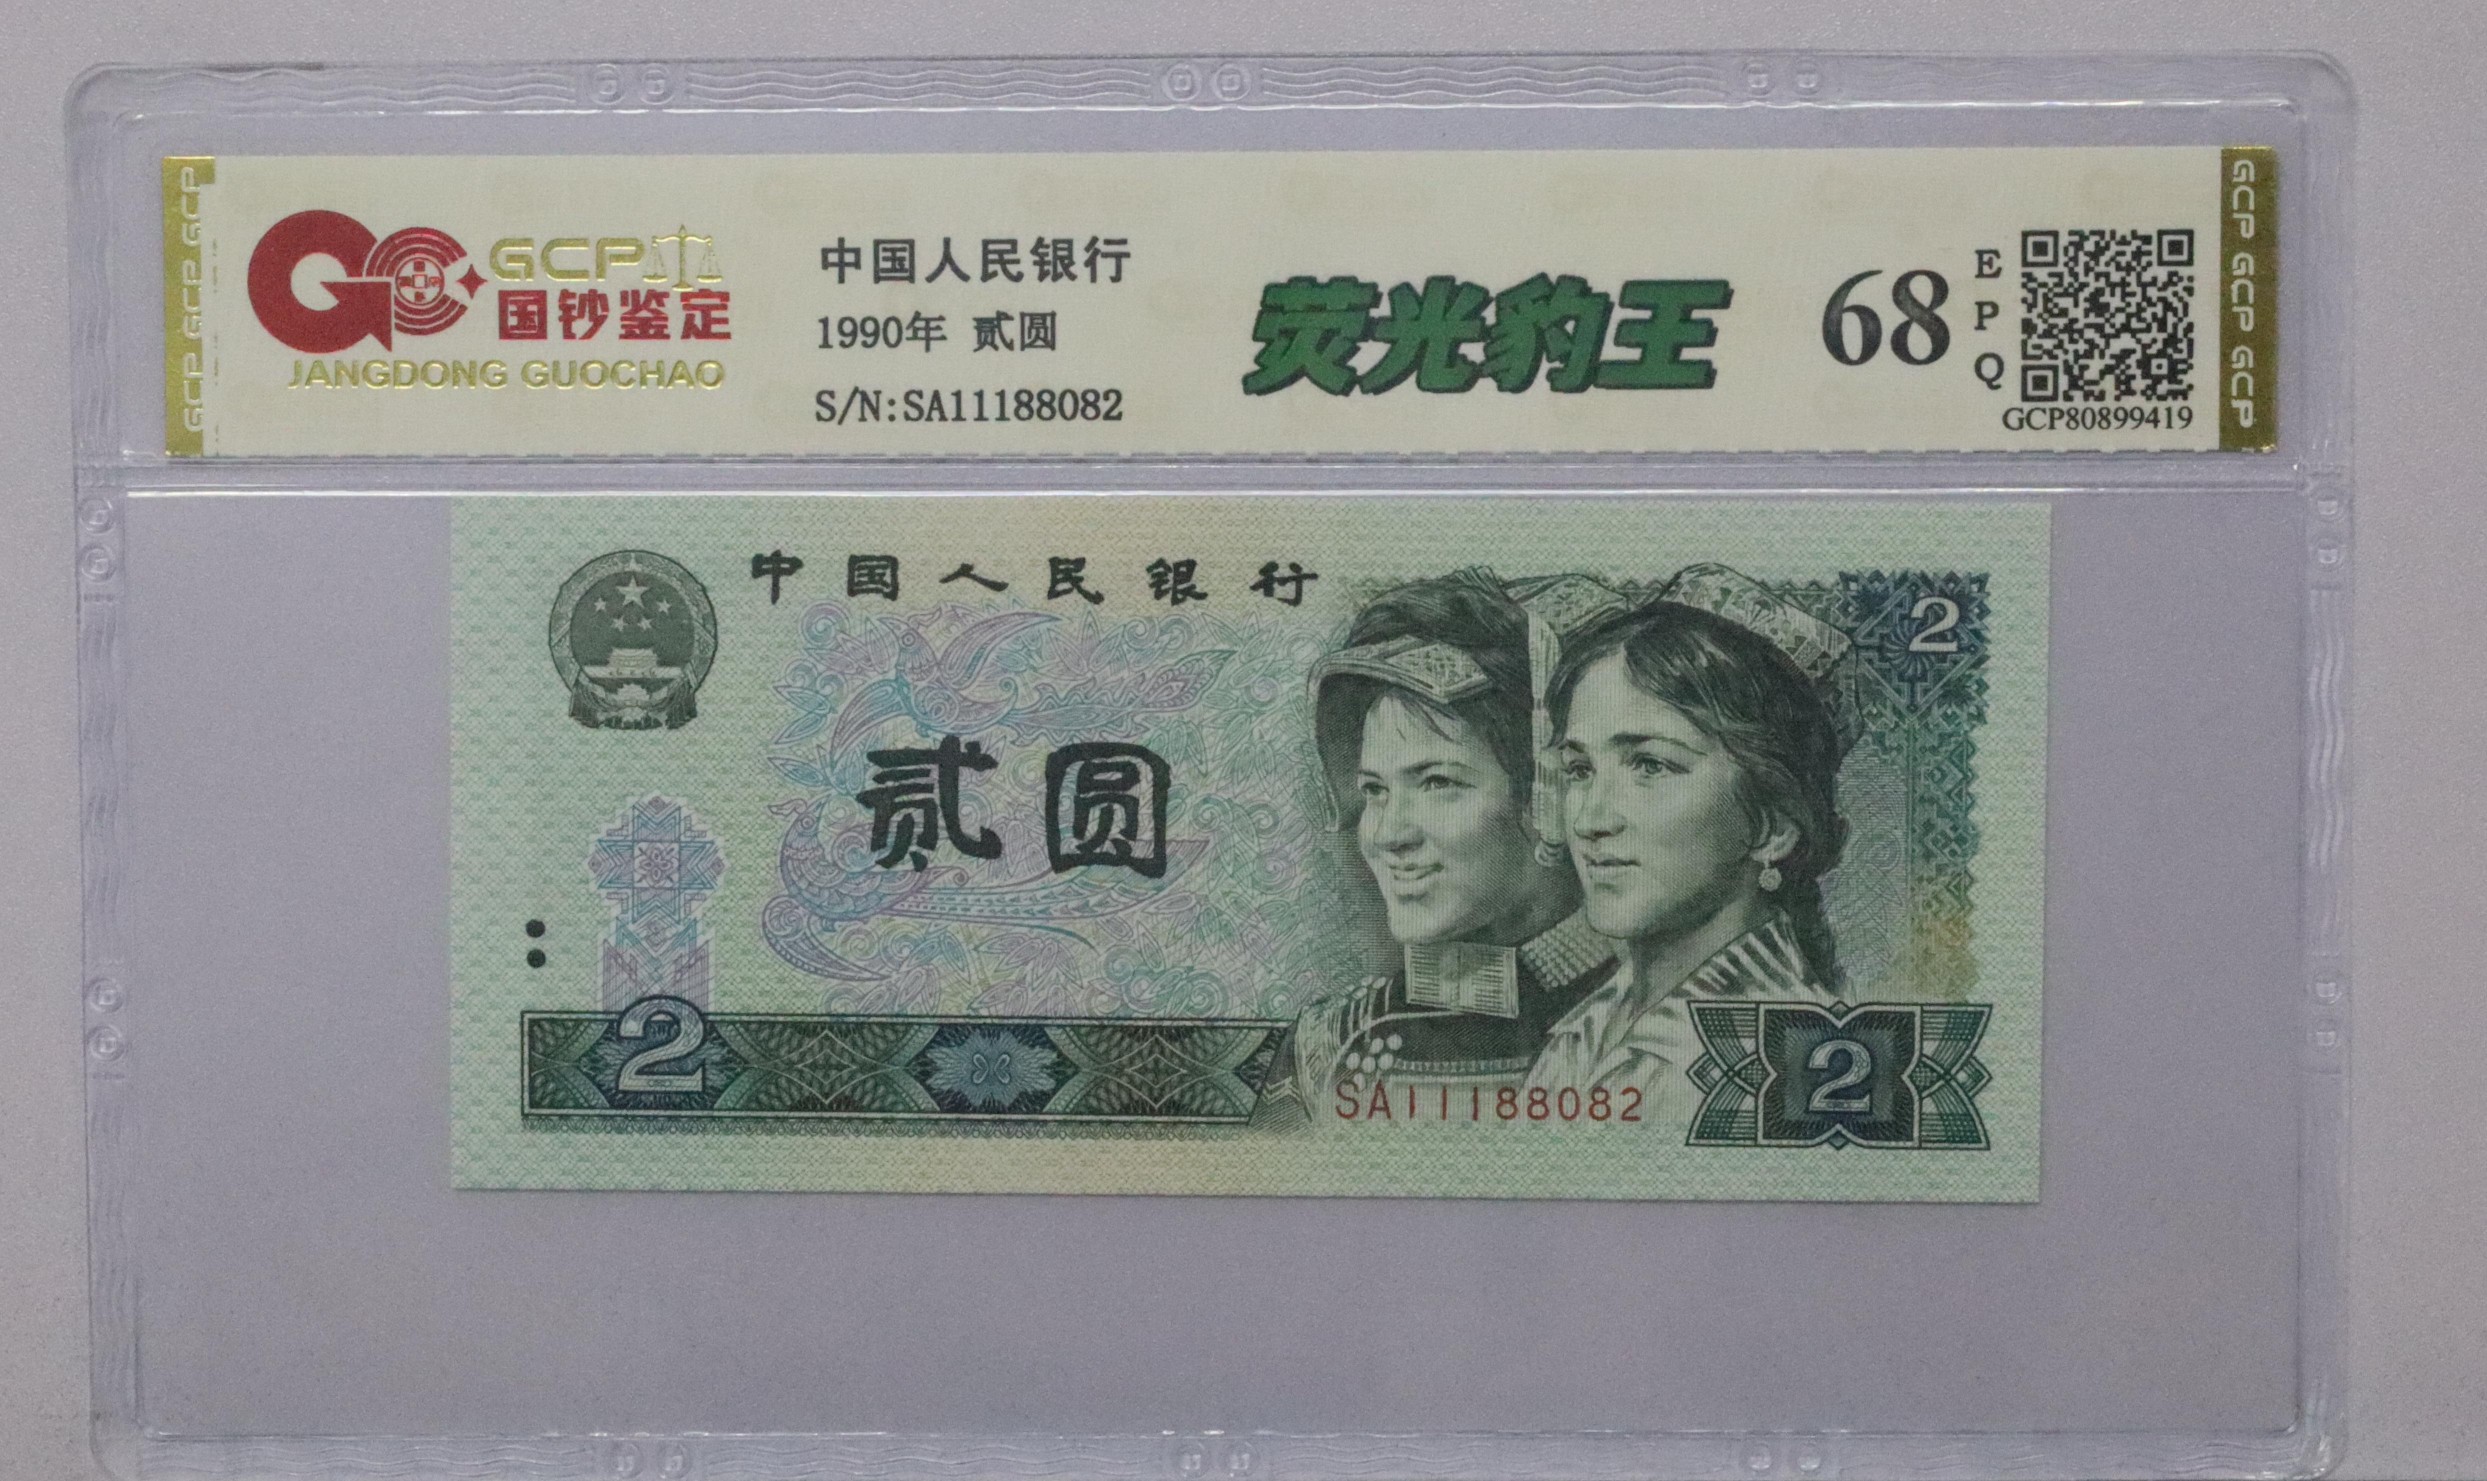 GCP
国钞鉴定
JANGDONG GUOCHAO
中国人民银行
1990年 贰圆
S/N:SA11188082
荧光豹王
68
EPQ
GCP80899419
GCP GCP GCP
GCP GCP GCP
中国人民银行
2
贰圆
2
SA11188082
2